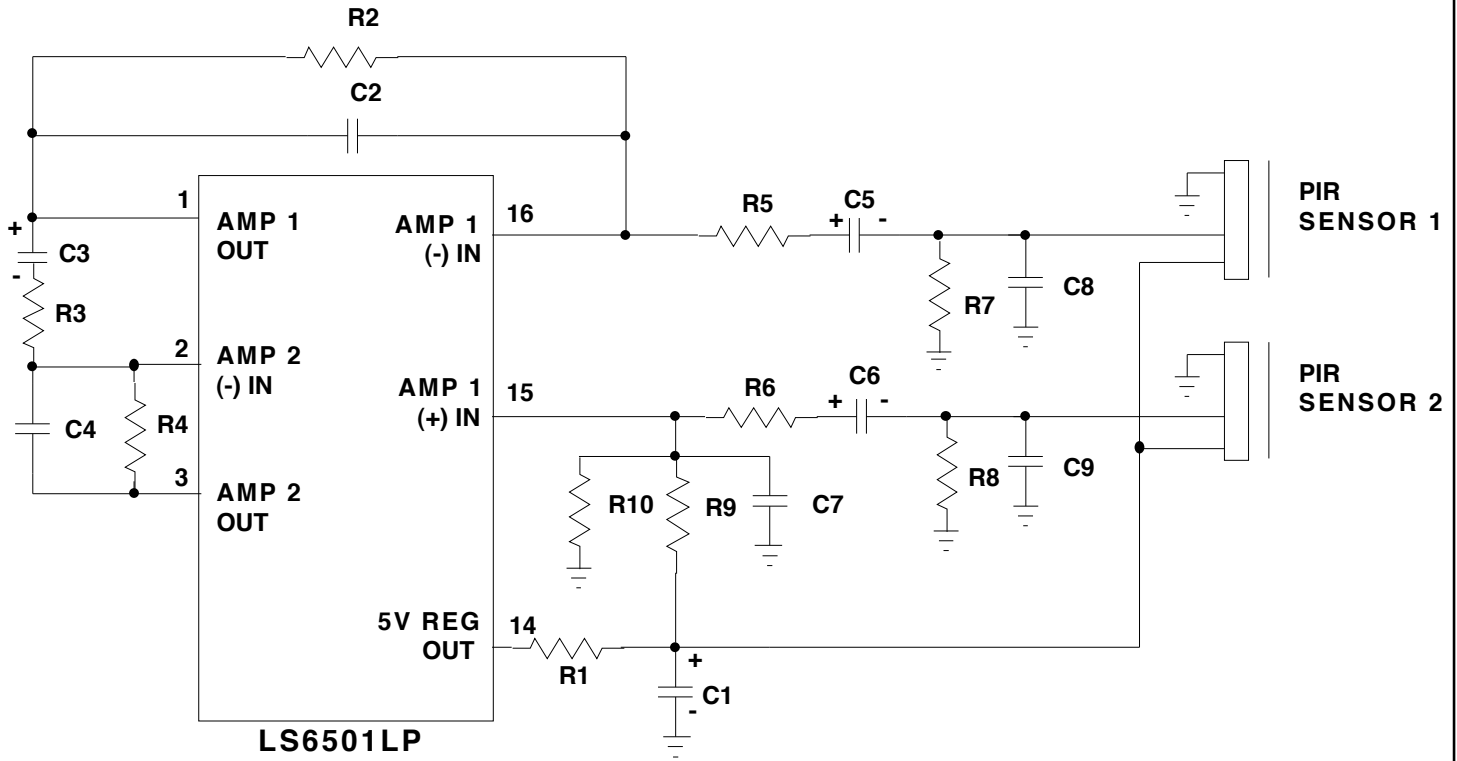 R2
C2
1
AMP 1
OUT
AMP 1
(-) IN
16
R5
+ C5 -
R7
C8
PIR
SENSOR 1
+
C3
-
R3
2
AMP 2
(-) IN
C4
R4
3
AMP 2
OUT
AMP 1
(+) IN
15
R6
+ C6 -
R8
C9
PIR
SENSOR 2
R10
R9
C7
5V REG
OUT
14
R1
+
C1
-
LS6501LP